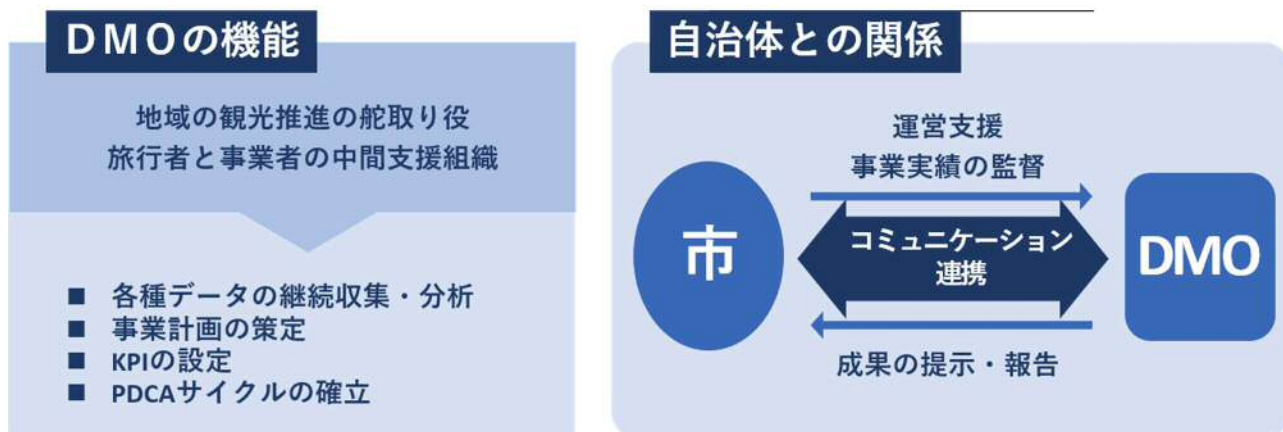 DMOの機能
地域の観光推進の舵取り役
旅行者と事業者の中間支援組織
■ 各種データの継続収集・分析
■ 事業計画の策定
■ KPIの設定
■ PDCAサイクルの確立
自治体との関係
運営支援
事業実績の監督
市
コミュニケーション
連携
DMO
成果の提示・報告